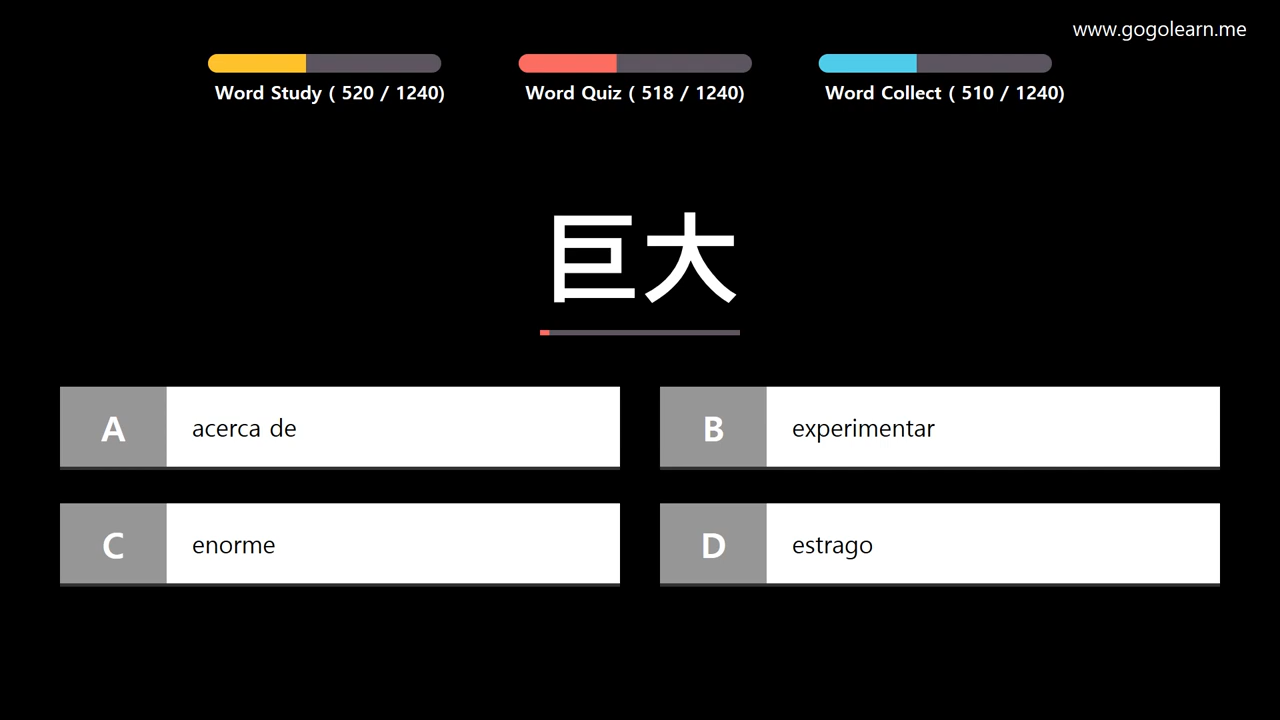 www.gogolearn.me
Word Study ( 520 / 1240)
Word Quiz ( 518 / 1240)
Word Collect ( 510 / 1240)
巨大
A acerca de
B experimentar
C enorme
D estrago